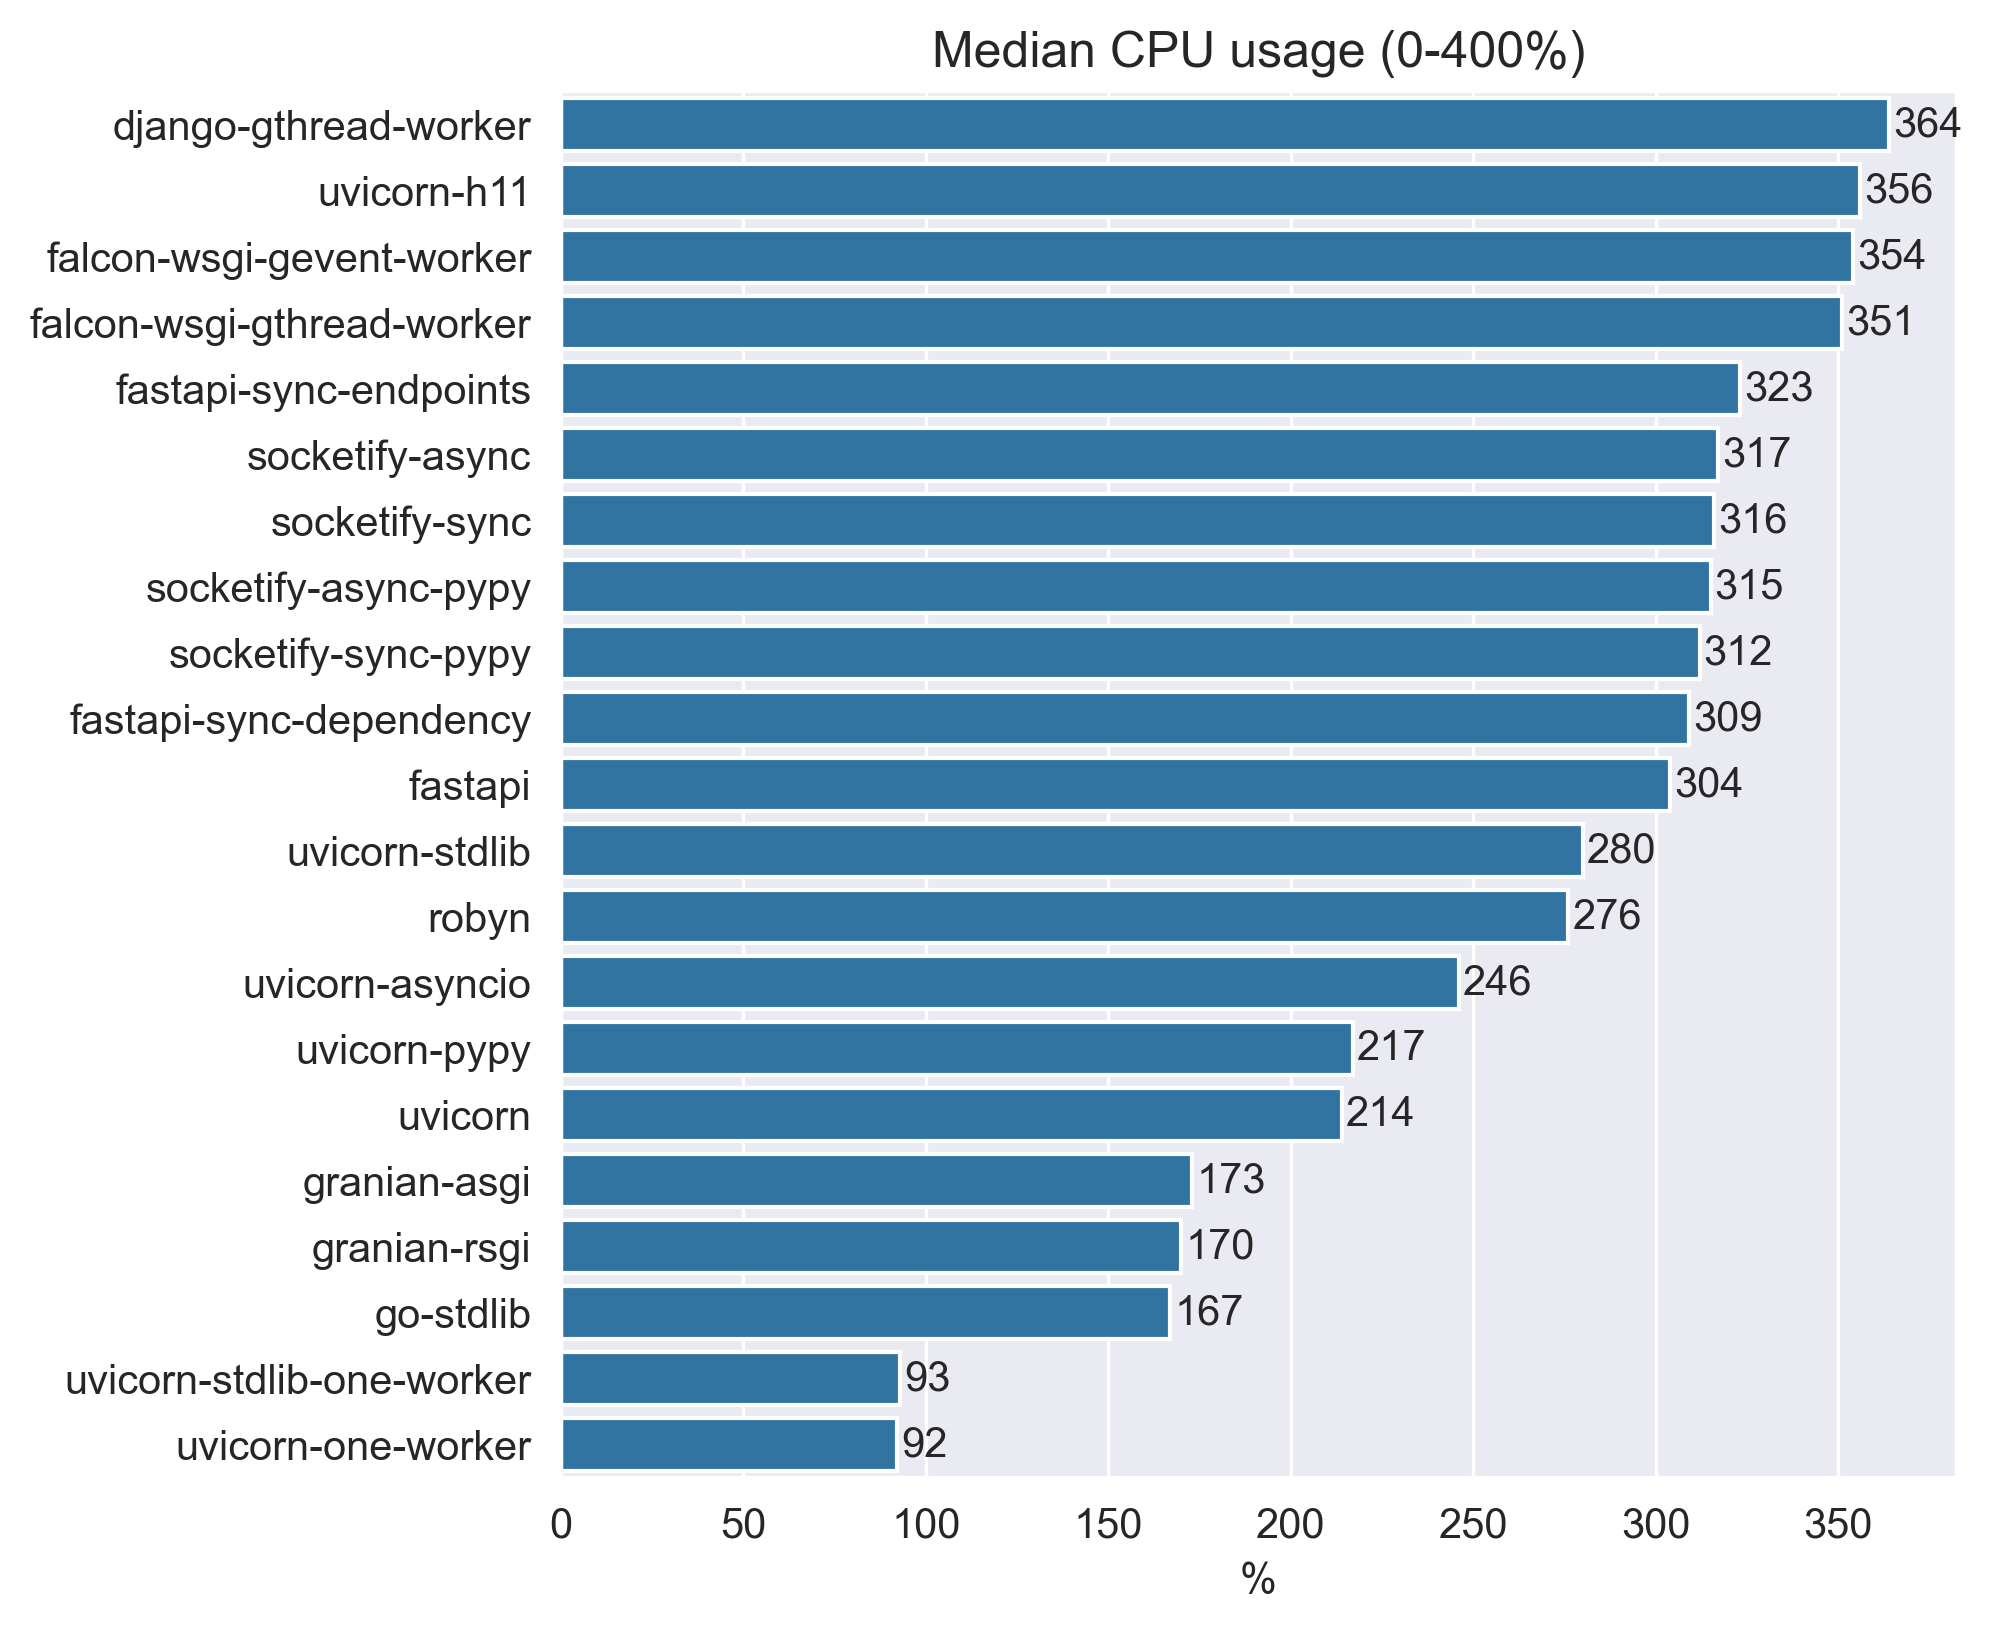 Median CPU usage (0-400%)
django-gthread-worker 364
uvicorn-h11 356
falcon-wsgi-gevent-worker 354
falcon-wsgi-gthread-worker 351
fastapi-sync-endpoints 323
socketify-async 317
socketify-sync 316
socketify-async-pypy 315
socketify-sync-pypy 312
fastapi-sync-dependency 309
fastapi 304
uvicorn-stdlib 280
robyn 276
uvicorn-asyncio 246
uvicorn-pypy 217
uvicorn 214
granian-asgi 173
granian-rsgi 170
go-stdlib 167
uvicorn-stdlib-one-worker 93
uvicorn-one-worker 92
0 50 100 150 200 250 300 350
%